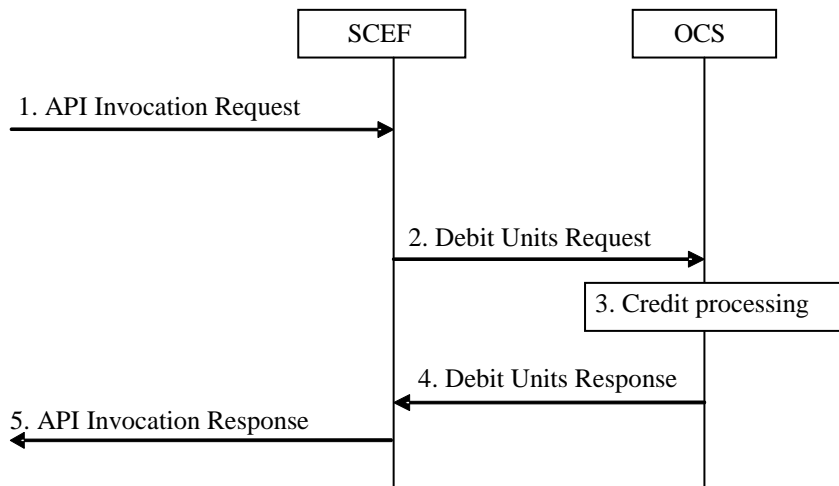 SCEF
OCS
1. API Invocation Request
2. Debit Units Request
3. Credit processing
4. Debit Units Response
5. API Invocation Response